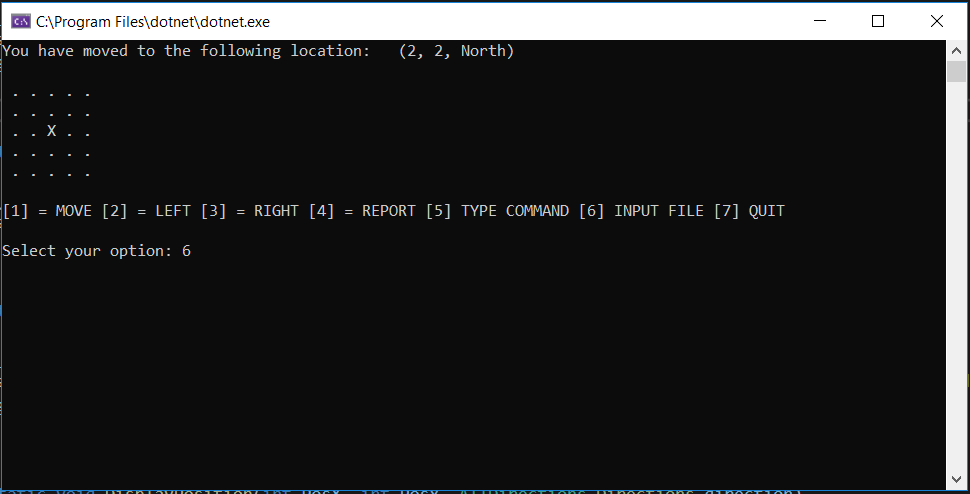 C:\Program Files\dotnet\dotnet.exe
You have moved to the following location:   (2, 2, North)
. . . . .
. . . . .
. . X . .
. . . . .
. . . . .
[1] = MOVE [2] = LEFT [3] = RIGHT [4] = REPORT [5] TYPE COMMAND [6] INPUT FILE [7] QUIT
Select your option: 6